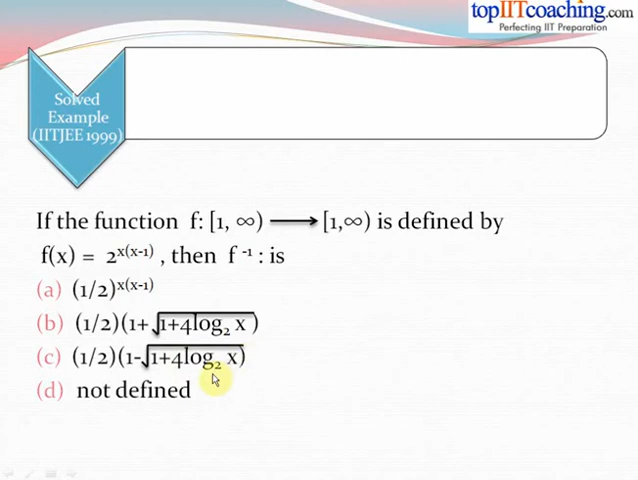 topIITcoaching.com
Perfecting IIT Preparation
Solved
Example
(IITJEE 1999)
If the function f: [1, ∞) ⟶ [1,∞) is defined by
f(x) = 2^{x(x-1)} , then f ^{-1} : is
(a) (1/2)^{x(x-1)}
(b) (1/2)(1+√1+4log₂ x )
(c) (1/2)(1-√1+4log₂ x)
(d) not defined